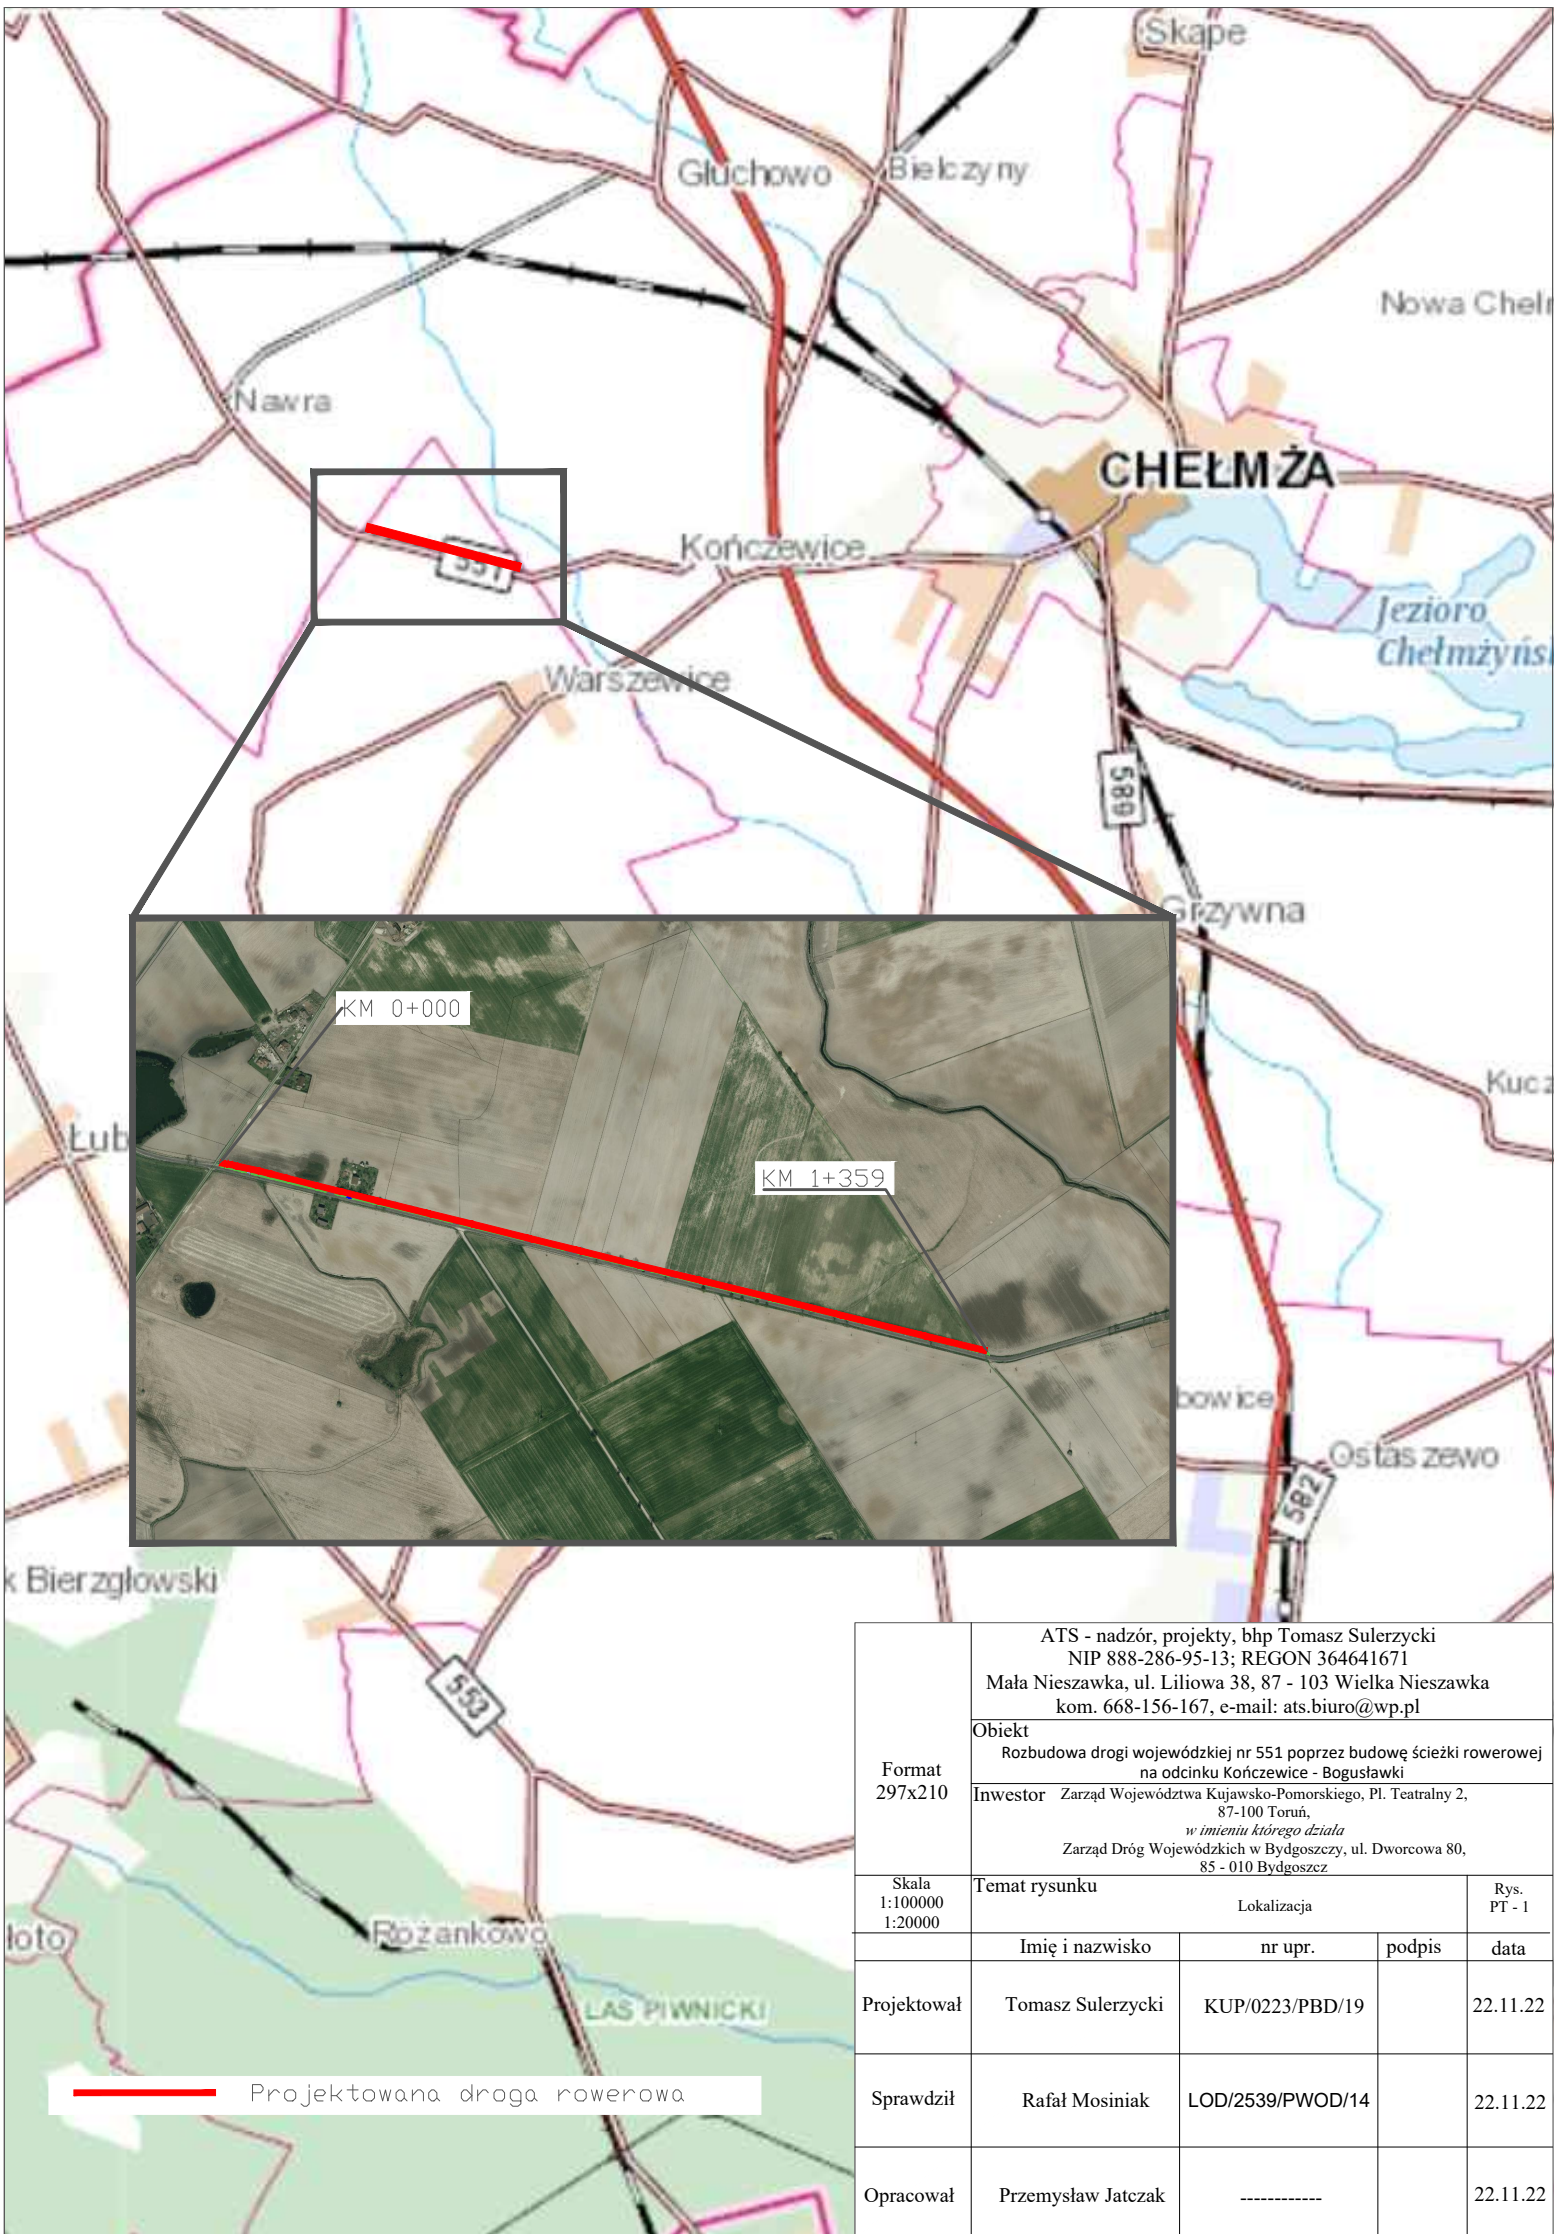 Skąpe
Głuchowo
Bielczyny
Nowa Chełm
Nawra
CHEŁMŻA
Kończewice
551
Jezioro
Chełmżyńsk
Warszewice
589
Grzywna
KM 0+000
Kucz
Łub
KM 1+359
bowice
Ostaszewo
582
k Bierzgłowski
553
Różankowo
łoto
LAS PIWNICKI
Projektowana droga rowerowa
ATS - nadzór, projekty, bhp Tomasz Sulerzycki
NIP 888-286-95-13; REGON 364641671
Mała Nieszawka, ul. Liliowa 38, 87 - 103 Wielka Nieszawka
kom. 668-156-167, e-mail: ats.biuro@wp.pl
Format
297x210
Obiekt
Rozbudowa drogi wojewódzkiej nr 551 poprzez budowę ścieżki rowerowej
na odcinku Kończewice - Bogusławki
Inwestor Zarząd Województwa Kujawsko-Pomorskiego, Pl. Teatralny 2,
87-100 Toruń,
w imieniu którego działa
Zarząd Dróg Wojewódzkich w Bydgoszczy, ul. Dworcowa 80,
85 - 010 Bydgoszcz
Skala
1:100000
1:20000
Temat rysunku
Lokalizacja
Rys.
PT - 1
Imię i nazwisko nr upr. podpis data
Projektował Tomasz Sulerzycki KUP/0223/PBD/19 22.11.22
Sprawdził Rafał Mosiniak LOD/2539/PWOD/14 22.11.22
Opracował Przemysław Jatczak ------------ 22.11.22